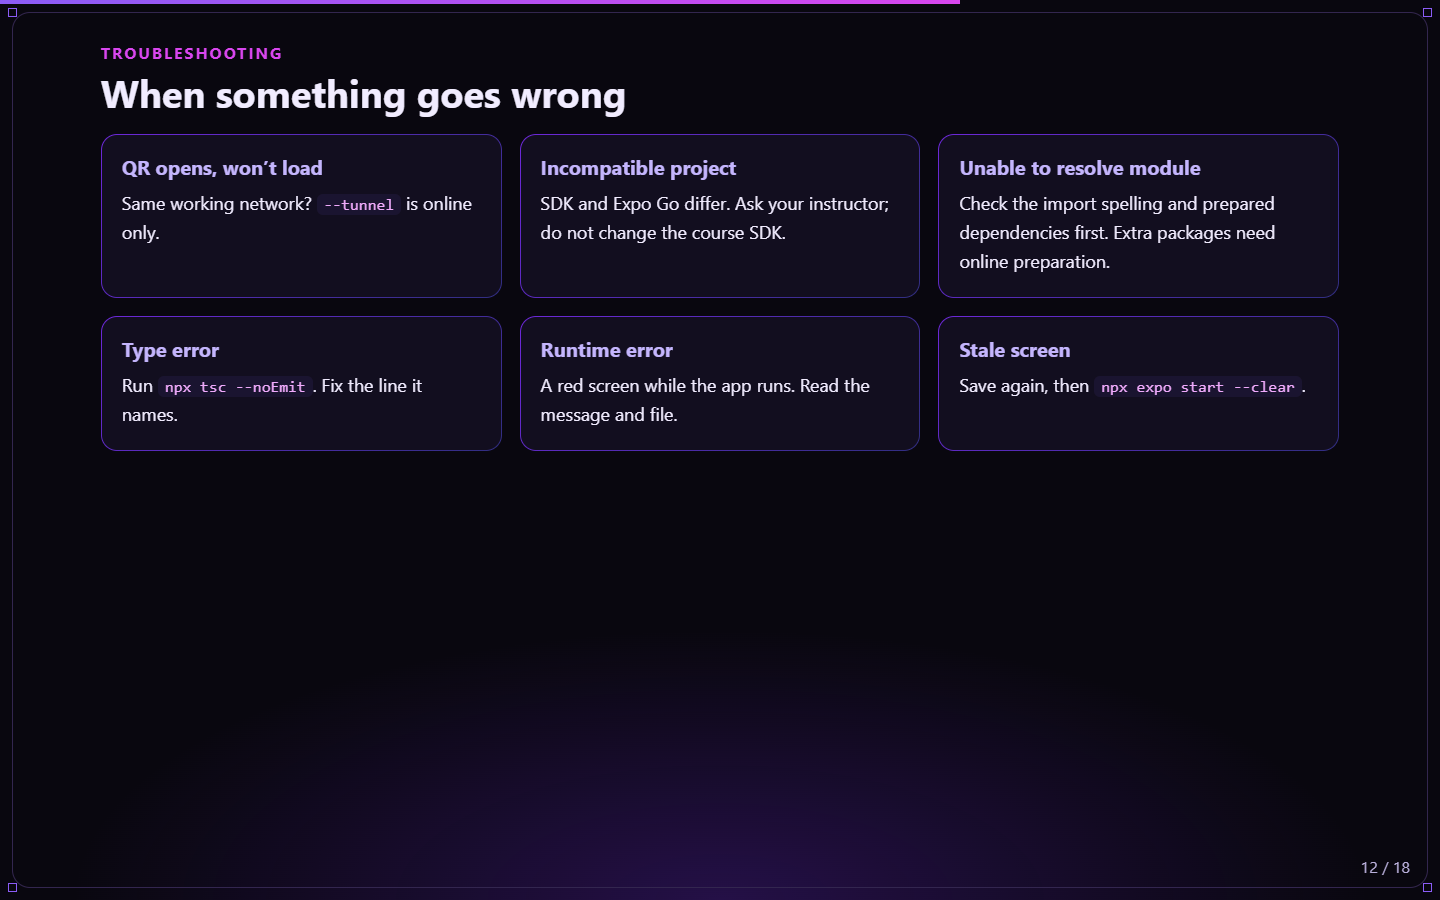 TROUBLESHOOTING
When something goes wrong
QR opens, won’t load
Same working network? --tunnel is online
only.
Incompatible project
SDK and Expo Go differ. Ask your instructor;
do not change the course SDK.
Unable to resolve module
Check the import spelling and prepared
dependencies first. Extra packages need
online preparation.
Type error
Run npx tsc --noEmit. Fix the line it
names.
Runtime error
A red screen while the app runs. Read the
message and file.
Stale screen
Save again, then npx expo start --clear.
12 / 18